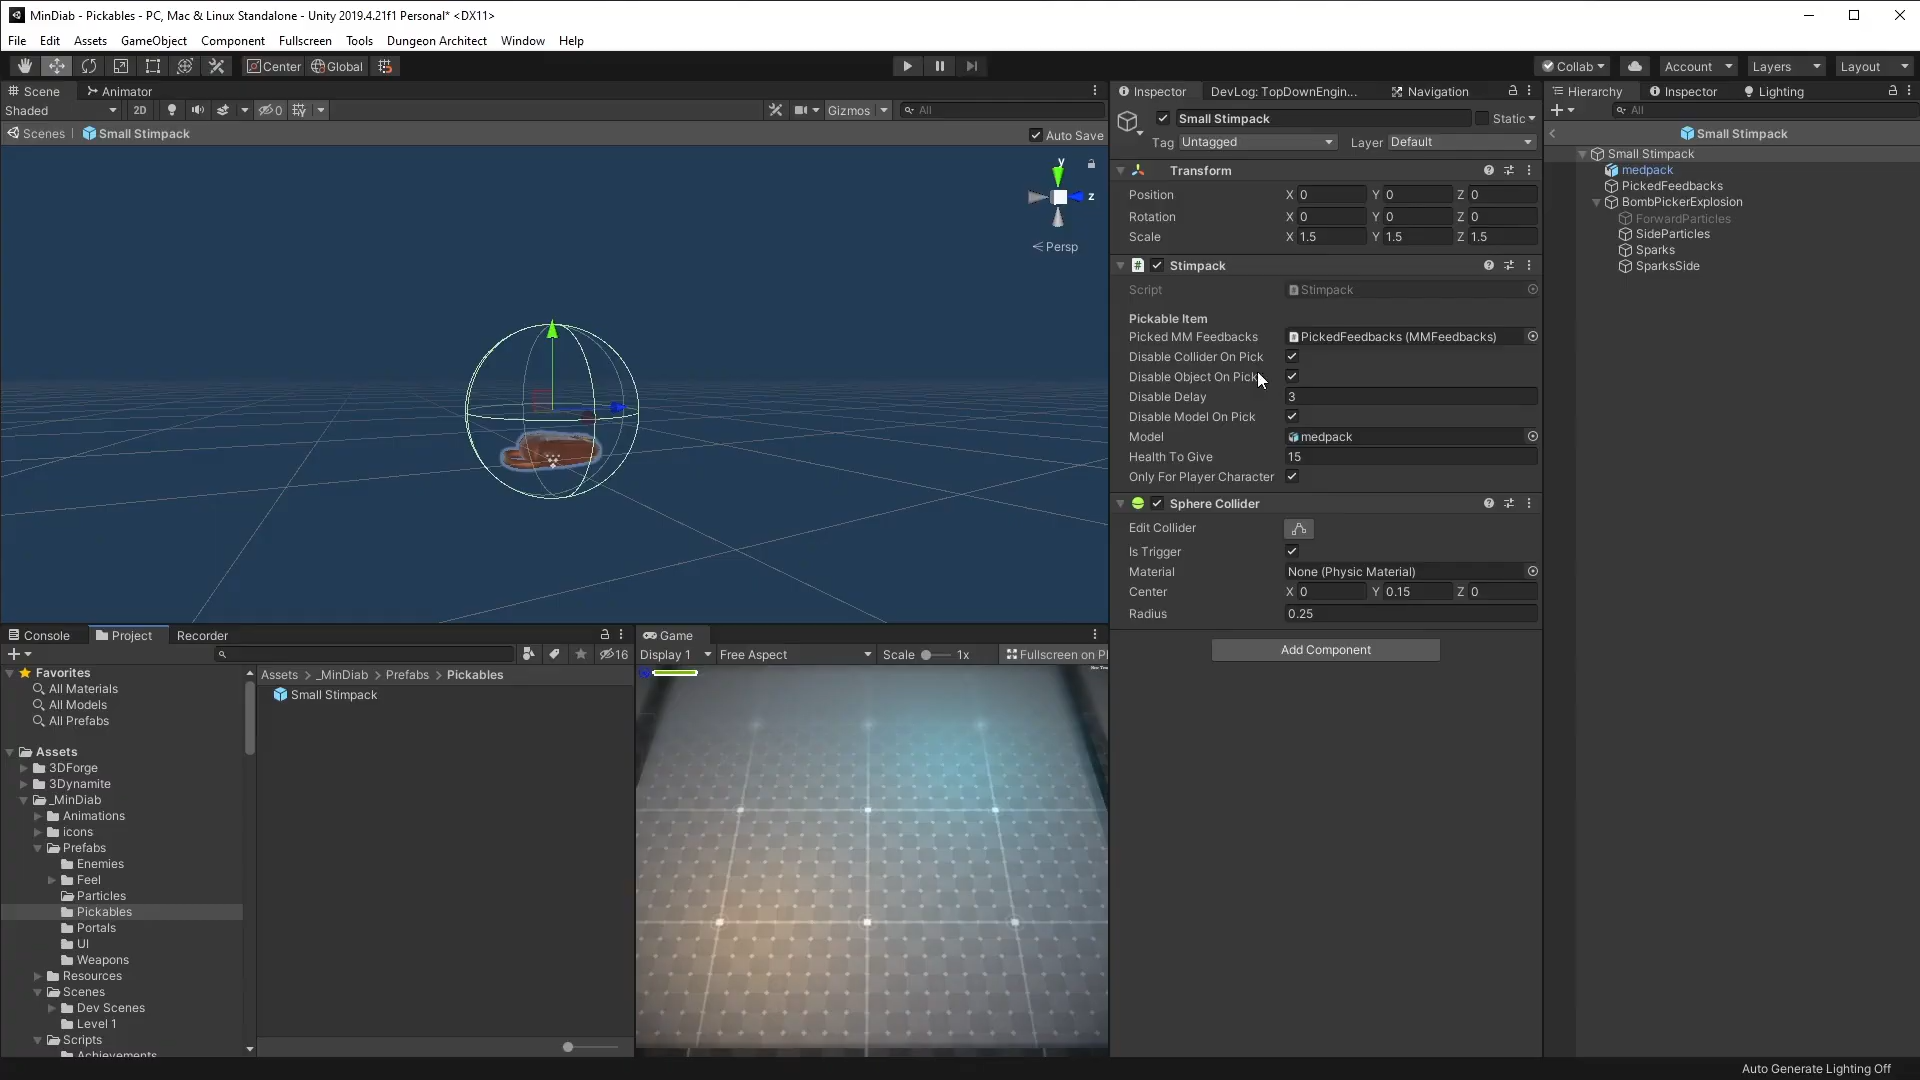 MinDiab - Pickables - PC, Mac & Linux Standalone - Unity 2019.4.21f1 Personal* <DX11>
File Edit Assets GameObject Component Fullscreen Tools Dungeon Architect Window Help
Center Global Collab Account Layers Layout
Scene Animator
Shaded 2D 0 Gizmos All
Scenes Small Stimpack Auto Save
y
z
Persp
Inspector DevLog: TopDownEngin... Navigation
Small Stimpack Static
Tag Untagged Layer Default
Transform
Position X 0 Y 0 Z 0
Rotation X 0 Y 0 Z 0
Scale X 1.5 Y 1.5 Z 1.5
Stimpack
Script Stimpack
Pickable Item
Picked MM Feedbacks PickedFeedbacks (MMFeedbacks)
Disable Collider On Pick
Disable Object On Pick
Disable Delay 3
Disable Model On Pick
Model medpack
Health To Give 15
Only For Player Character
Sphere Collider
Edit Collider
Is Trigger
Material None (Physic Material)
Center X 0 Y 0.15 Z 0
Radius 0.25
Add Component
Hierarchy Inspector Lighting
All
Small Stimpack
Small Stimpack
medpack
PickedFeedbacks
BombPickerExplosion
ForwardParticles
SideParticles
Sparks
SparksSide
Console Project Recorder
16
Favorites
All Materials
All Models
All Prefabs
Assets
3DForge
3Dynamite
_MinDiab
Animations
icons
Prefabs
Enemies
Feel
Particles
Pickables
Portals
UI
Weapons
Resources
Scenes
Dev Scenes
Level 1
Scripts
Achievements
Assets > _MinDiab > Prefabs > Pickables
Small Stimpack
Game
Display 1 Free Aspect Scale 1x Fullscreen on Pl
Auto Generate Lighting Off